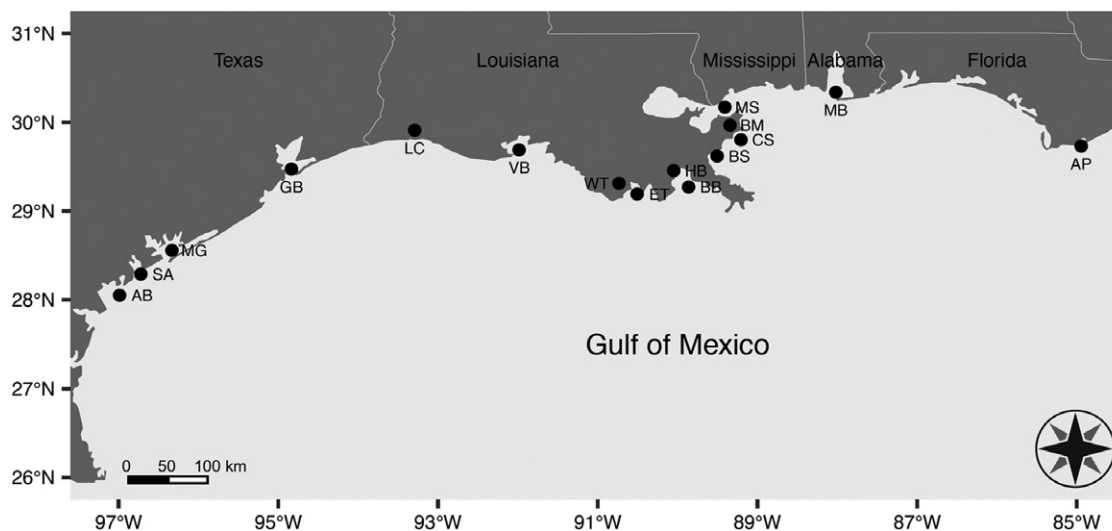 31°N
30°N
29°N
28°N
27°N
26°N
Texas
Louisiana
Mississippi
Alabama
Florida
MS
MB
BM
LC
CS
VB
BS
AP
GB
WT
HB
BB
ET
MG
SA
AB
Gulf of Mexico
0 50 100 km
97°W 95°W 93°W 91°W 89°W 87°W 85°W